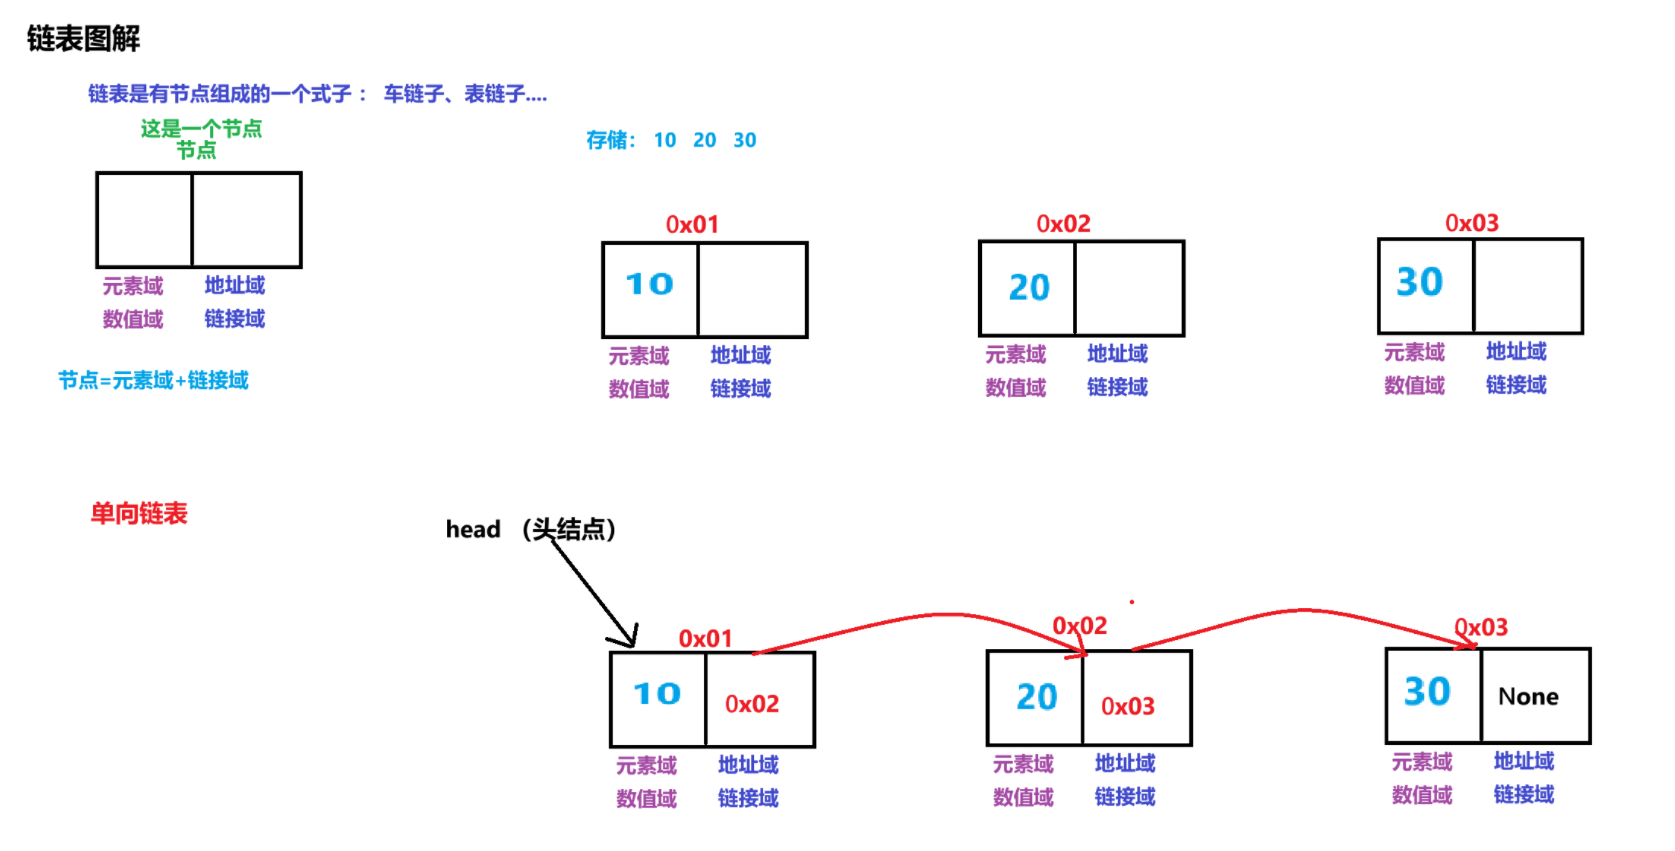 链表图解
链表是有节点组成的一个式子： 车链子、表链子....
这是一个节点
节点
元素域 地址域
数值域 链接域
节点=元素域+链接域
存储： 10 20 30
0x01 0x02 0x03
10 20 30
元素域 地址域 元素域 地址域 元素域 地址域
数值域 链接域 数值域 链接域 数值域 链接域
单向链表
head （头结点）
0x01 0x02 0x03
10 0x02 20 0x03 30 None
元素域 地址域 元素域 地址域 元素域 地址域
数值域 链接域 数值域 链接域 数值域 链接域